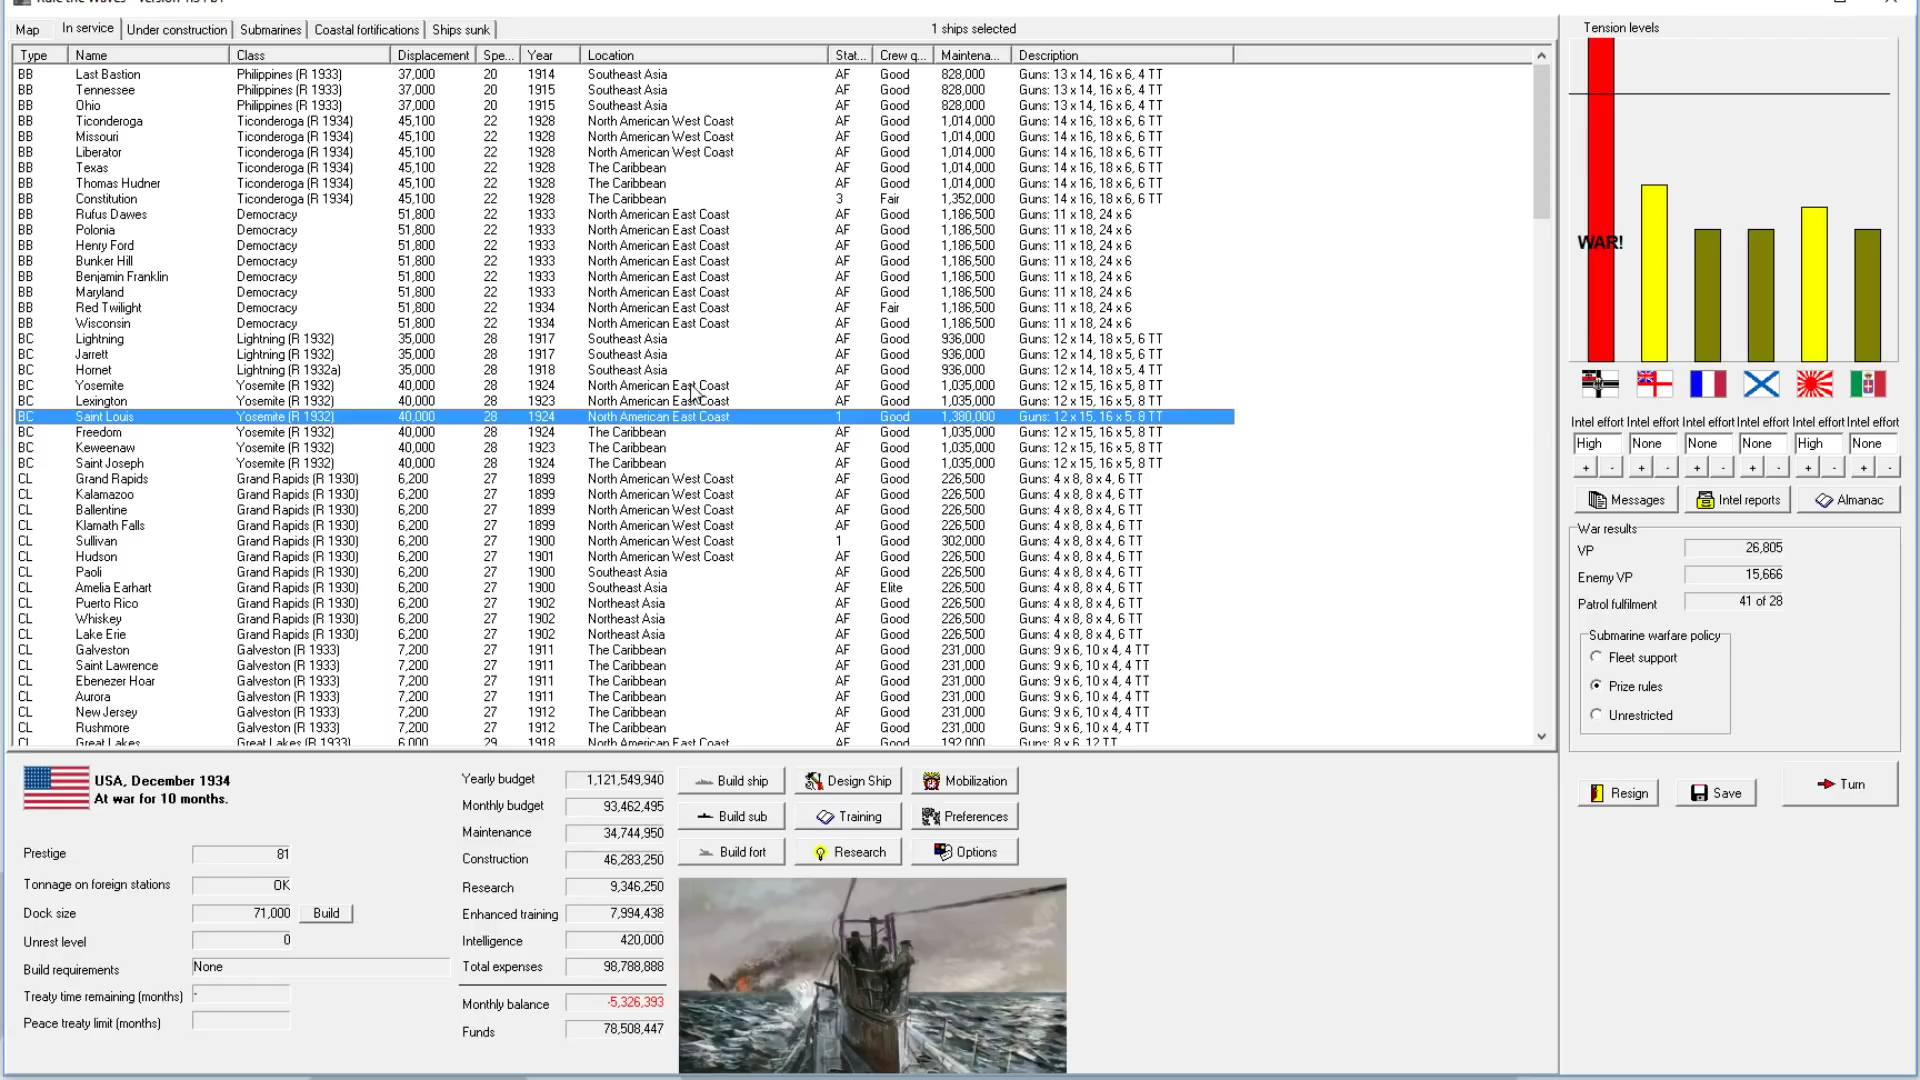 Map In service Under construction Submarines Coastal fortifications Ships sunk 1 ships selected
Type Name Class Displacement Spe... Year Location Stat... Crew q... Maintena... Description
BB Last Bastion Philippines (R 1933) 37,000 20 1914 Southeast Asia AF Good 828,000 Guns: 13 x 14, 16 x 6, 4 TT
BB Tennessee Philippines (R 1933) 37,000 20 1915 Southeast Asia AF Good 828,000 Guns: 13 x 14, 16 x 6, 4 TT
BB Ohio Philippines (R 1933) 37,000 20 1915 Southeast Asia AF Good 828,000 Guns: 13 x 14, 16 x 6, 4 TT
BB Ticonderoga Ticonderoga (R 1934) 45,100 22 1928 North American West Coast AF Good 1,014,000 Guns: 14 x 16, 18 x 6, 6 TT
BB Missouri Ticonderoga (R 1934) 45,100 22 1928 North American West Coast AF Good 1,014,000 Guns: 14 x 16, 18 x 6, 6 TT
BB Liberator Ticonderoga (R 1934) 45,100 22 1928 North American West Coast AF Good 1,014,000 Guns: 14 x 16, 18 x 6, 6 TT
BB Texas Ticonderoga (R 1934) 45,100 22 1928 The Caribbean AF Good 1,014,000 Guns: 14 x 16, 18 x 6, 6 TT
BB Thomas Hudner Ticonderoga (R 1934) 45,100 22 1928 The Caribbean AF Good 1,014,000 Guns: 14 x 16, 18 x 6, 6 TT
BB Constitution Ticonderoga (R 1934) 45,100 22 1928 The Caribbean 3 Fair 1,352,000 Guns: 14 x 16, 18 x 6, 6 TT
BB Rufus Dawes Democracy 51,800 22 1933 North American East Coast AF Good 1,186,500 Guns: 11 x 18, 24 x 6
BB Polonia Democracy 51,800 22 1933 North American East Coast AF Good 1,186,500 Guns: 11 x 18, 24 x 6
BB Henry Ford Democracy 51,800 22 1933 North American East Coast AF Good 1,186,500 Guns: 11 x 18, 24 x 6
BB Bunker Hill Democracy 51,800 22 1933 North American East Coast AF Good 1,186,500 Guns: 11 x 18, 24 x 6
BB Benjamin Franklin Democracy 51,800 22 1933 North American East Coast AF Good 1,186,500 Guns: 11 x 18, 24 x 6
BB Maryland Democracy 51,800 22 1933 North American East Coast AF Good 1,186,500 Guns: 11 x 18, 24 x 6
BB Red Twilight Democracy 51,800 22 1934 North American East Coast AF Fair 1,186,500 Guns: 11 x 18, 24 x 6
BB Wisconsin Democracy 51,800 22 1934 North American East Coast AF Good 1,186,500 Guns: 11 x 18, 24 x 6
BC Lightning Lightning (R 1932) 35,000 28 1917 Southeast Asia AF Good 936,000 Guns: 12 x 14, 18 x 5, 6 TT
BC Jarrett Lightning (R 1932) 35,000 28 1917 Southeast Asia AF Good 936,000 Guns: 12 x 14, 18 x 5, 6 TT
BC Hornet Lightning (R 1932a) 35,000 28 1918 Southeast Asia AF Good 936,000 Guns: 12 x 14, 18 x 5, 4 TT
BC Yosemite Yosemite (R 1932) 40,000 28 1924 North American East Coast AF Good 1,035,000 Guns: 12 x 15, 16 x 5, 8 TT
BC Lexington Yosemite (R 1932) 40,000 28 1923 North American East Coast AF Good 1,035,000 Guns: 12 x 15, 16 x 5, 8 TT
BC Saint Louis Yosemite (R 1932) 40,000 28 1924 North American East Coast 1 Good 1,380,000 Guns: 12 x 15, 16 x 5, 8 TT
BC Freedom Yosemite (R 1932) 40,000 28 1924 The Caribbean AF Good 1,035,000 Guns: 12 x 15, 16 x 5, 8 TT
BC Keweenaw Yosemite (R 1932) 40,000 28 1923 The Caribbean AF Good 1,035,000 Guns: 12 x 15, 16 x 5, 8 TT
BC Saint Joseph Yosemite (R 1932) 40,000 28 1924 The Caribbean AF Good 1,035,000 Guns: 12 x 15, 16 x 5, 8 TT
CL Grand Rapids Grand Rapids (R 1930) 6,200 27 1899 North American West Coast AF Good 226,500 Guns: 4 x 8, 8 x 4, 6 TT
CL Kalamazoo Grand Rapids (R 1930) 6,200 27 1899 North American West Coast AF Good 226,500 Guns: 4 x 8, 8 x 4, 6 TT
CL Ballentine Grand Rapids (R 1930) 6,200 27 1899 North American West Coast AF Good 226,500 Guns: 4 x 8, 8 x 4, 6 TT
CL Klamath Falls Grand Rapids (R 1930) 6,200 27 1899 North American West Coast AF Good 226,500 Guns: 4 x 8, 8 x 4, 6 TT
CL Sullivan Grand Rapids (R 1930) 6,200 27 1900 North American West Coast 1 Good 302,000 Guns: 4 x 8, 8 x 4, 6 TT
CL Hudson Grand Rapids (R 1930) 6,200 27 1901 North American West Coast AF Good 226,500 Guns: 4 x 8, 8 x 4, 6 TT
CL Paoli Grand Rapids (R 1930) 6,200 27 1900 Southeast Asia AF Good 226,500 Guns: 4 x 8, 8 x 4, 6 TT
CL Amelia Earhart Grand Rapids (R 1930) 6,200 27 1900 Southeast Asia AF Elite 226,500 Guns: 4 x 8, 8 x 4, 6 TT
CL Puerto Rico Grand Rapids (R 1930) 6,200 27 1902 Northeast Asia AF Good 226,500 Guns: 4 x 8, 8 x 4, 6 TT
CL Whiskey Grand Rapids (R 1930) 6,200 27 1902 Northeast Asia AF Good 226,500 Guns: 4 x 8, 8 x 4, 6 TT
CL Lake Erie Grand Rapids (R 1930) 6,200 27 1902 Northeast Asia AF Good 226,500 Guns: 4 x 8, 8 x 4, 6 TT
CL Galveston Galveston (R 1933) 7,200 27 1911 The Caribbean AF Good 231,000 Guns: 9 x 6, 10 x 4, 4 TT
CL Saint Lawrence Galveston (R 1933) 7,200 27 1911 The Caribbean AF Good 231,000 Guns: 9 x 6, 10 x 4, 4 TT
CL Ebenezer Hoar Galveston (R 1933) 7,200 27 1911 The Caribbean AF Good 231,000 Guns: 9 x 6, 10 x 4, 4 TT
CL Aurora Galveston (R 1933) 7,200 27 1911 The Caribbean AF Good 231,000 Guns: 9 x 6, 10 x 4, 4 TT
CL New Jersey Galveston (R 1933) 7,200 27 1912 The Caribbean AF Good 231,000 Guns: 9 x 6, 10 x 4, 4 TT
CL Rushmore Galveston (R 1933) 7,200 27 1912 The Caribbean AF Good 231,000 Guns: 9 x 6, 10 x 4, 4 TT
CL Great Lakes Great Lakes (R 1933) 6,000 29 1918 North American East Coast AF Good 192,000 Guns: 8 x 6, 12 TT
USA, December 1934
At war for 10 months.
Prestige 81
Tonnage on foreign stations OK
Dock size 71,000 Build
Unrest level 0
Build requirements None
Treaty time remaining (months) -
Peace treaty limit (months)
Yearly budget 1,121,549,940
Monthly budget 93,462,495
Maintenance 34,744,950
Construction 46,283,250
Research 9,346,250
Enhanced training 7,994,438
Intelligence 420,000
Total expenses 98,788,888
Monthly balance -5,326,393
Funds 78,508,447
Build ship Design Ship Mobilization
Build sub Training Preferences
Build fort Research Options
Tension levels
WAR!
Intel effort Intel effort Intel effort Intel effort Intel effort Intel effort
High None None None High None
+ - + - + - + - + - + -
Messages Intel reports Almanac
War results
VP 26,805
Enemy VP 15,666
Patrol fulfilment 41 of 28
Submarine warfare policy
Fleet support
Prize rules
Unrestricted
Resign Save Turn